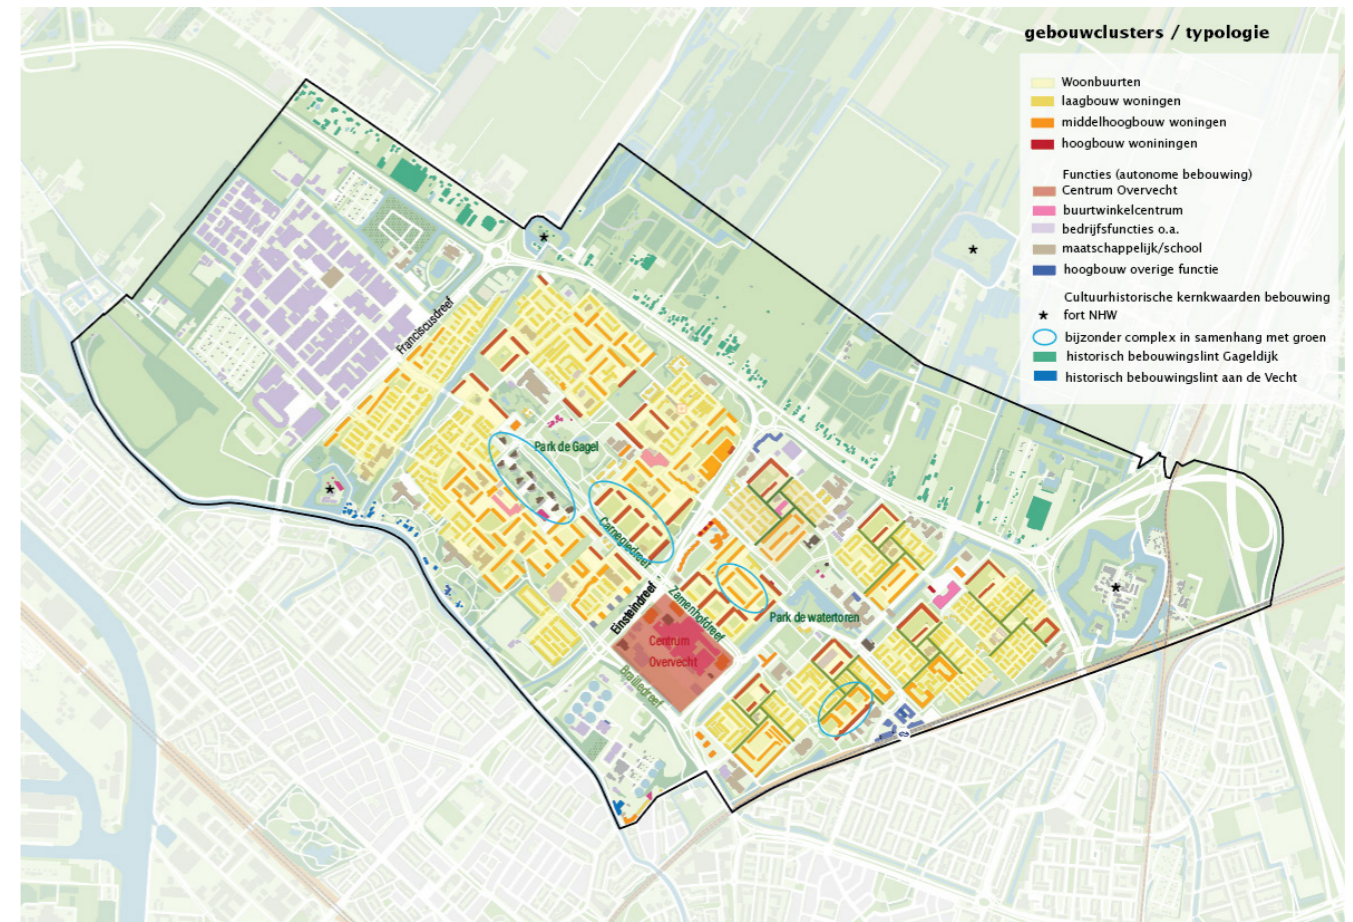 gebouwclusters / typologie
Woonbuurten
laagbouw woningen
middelhoogbouw woningen
hoogbouw woniningen
Functies (autonome bebouwing)
Centrum Overvecht
buurtwinkelcentrum
bedrijfsfuncties o.a.
maatschappelijk/school
hoogbouw overige functie
Cultuurhistorische kernkwaarden bebouwing
fort NHW
bijzonder complex in samenhang met groen
historisch bebouwingslint Gageldijk
historisch bebouwingslint aan de Vecht
Franciscusdreef
Park de Gagel
Carnegiedreef
Einsteindreef
Zamenhofdreef
Park de watertoren
Centrum
Overvecht
Brailledreef